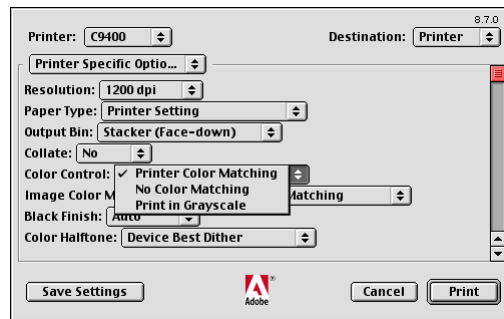 8.7.0
Printer: C9400 Destination: Printer
Printer Specific Optio...
Resolution: 1200 dpi
Paper Type: Printer Setting
Output Bin: Stacker (Face-down)
Collate: No
Color Control: ✓ Printer Color Matching
No Color Matching
Image Color M Matching
Print in Grayscale
Black Finish: Auto
Color Halftone: Device Best Dither
Save Settings Adobe Cancel Print